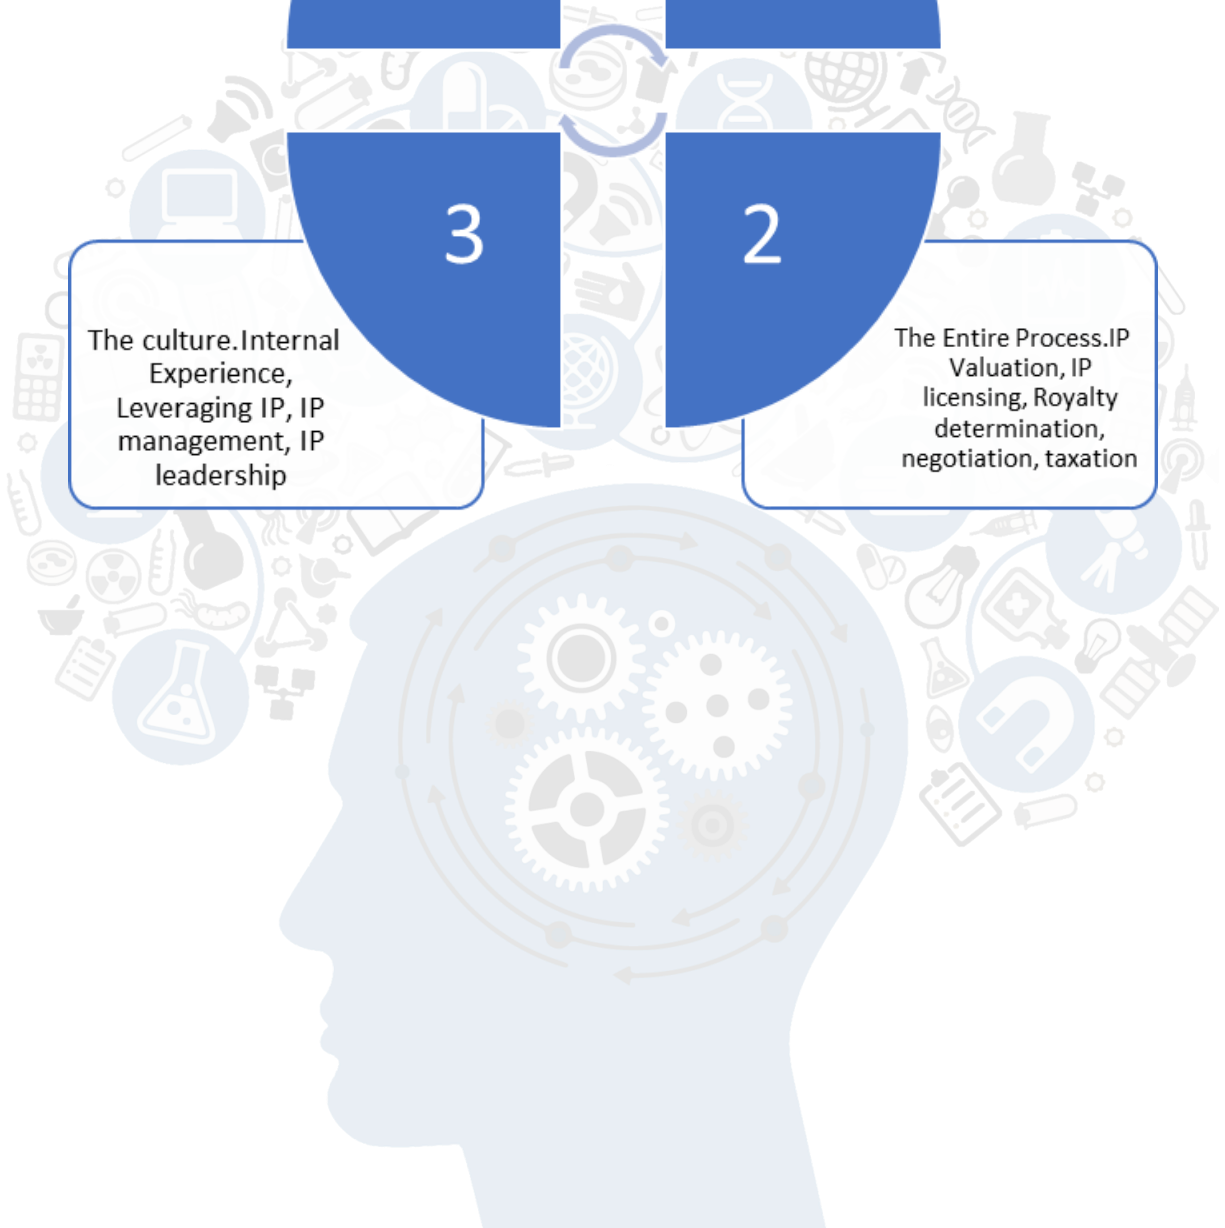 3
2
The culture.Internal
Experience,
Leveraging IP, IP
management, IP
leadership
The Entire Process.IP
Valuation, IP
licensing, Royalty
determination,
negotiation, taxation